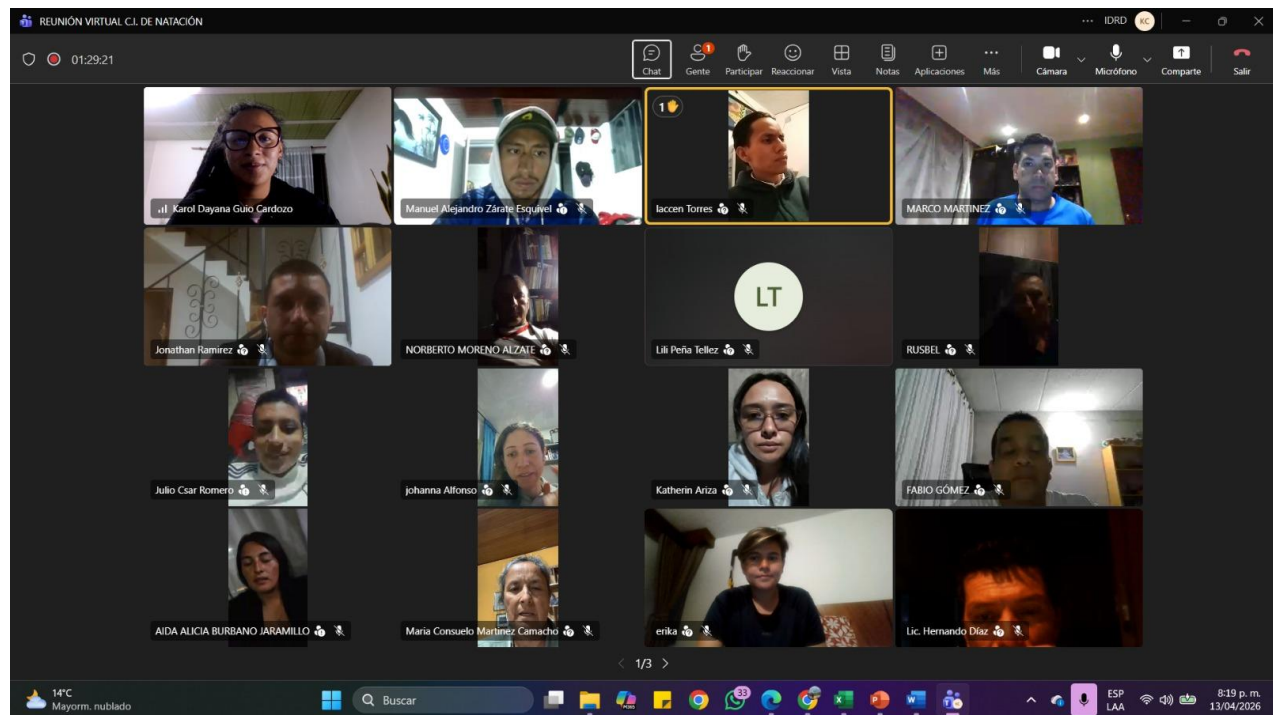 REUNIÓN VIRTUAL C.I. DE NATACIÓN
IDRD
KC
01:29:21
1
Chat
Gente
Participar
Reaccionar
Vista
Notas
Aplicaciones
Más
Cámara
Micrófono
Comparte
Salir
1
Karol Dayana Guio Cardozo
Manuel Alejandro Zárate Esquivel
Iaccen Torres
MARCO MARTINEZ
Jonathan Ramirez
NORBERTO MORENO ALZATE
LT
Lili Peña Tellez
RUSBEL
Julio Csar Romero
johanna Alfonso
Katherin Ariza
FABIO GÓMEZ
AIDA ALICIA BURBANO JARAMILLO
Maria Consuelo Martinez Camacho
erika
Lic. Hernando Díaz
1/3
14°C
Mayorm. nublado
Buscar
33
ESP
LAA
8:19 p. m.
13/04/2026